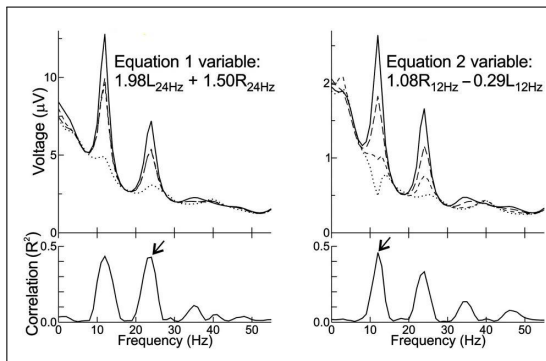 Equation 1 variable:
1.98L24Hz + 1.50R24Hz
Voltage (µV)
10
5
0
Correlation (R²)
0.5
0.0
0 10 20 30 40 50
Frequency (Hz)
Equation 2 variable:
1.08R12Hz – 0.29L12Hz
2
1
0
0.5
0.0
0 10 20 30 40 50
Frequency (Hz)